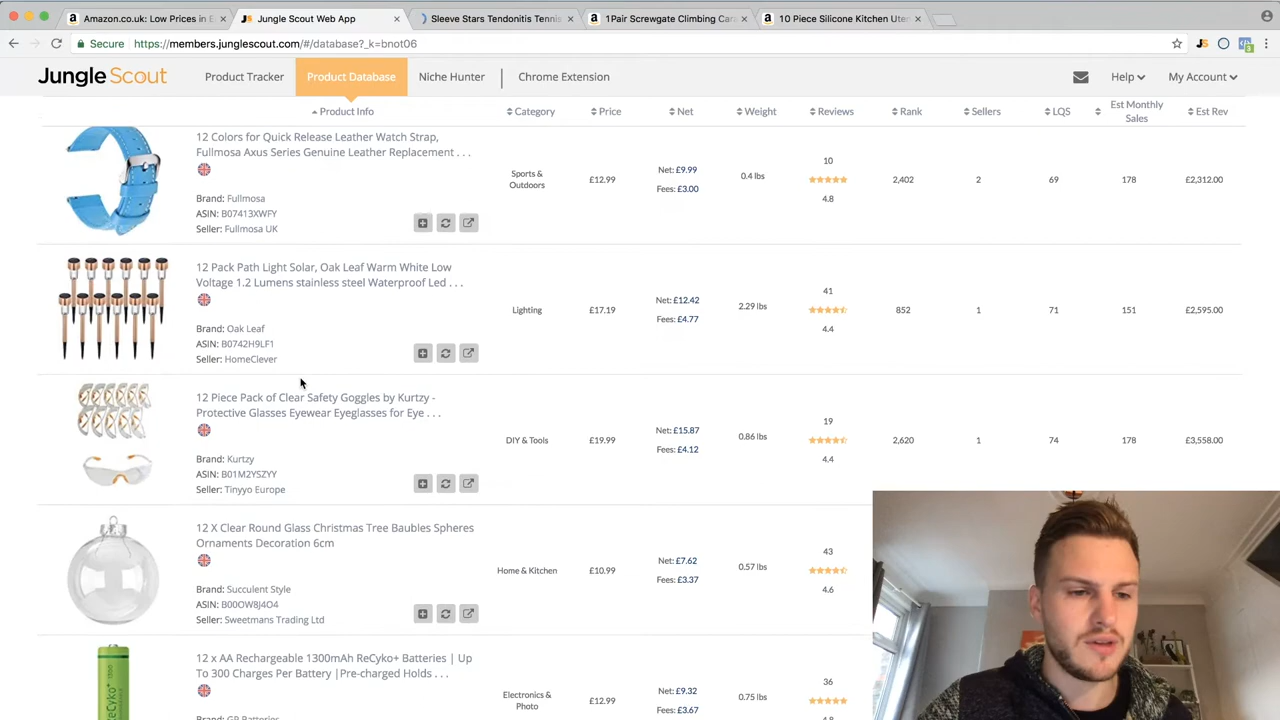 Amazon.co.uk: Low Prices in E
Jungle Scout Web App
Sleeve Stars Tendonitis Tennis
1Pair Screwgate Climbing Cara
10 Piece Silicone Kitchen Uten
Secure https://members.junglescout.com/#/database?_k=bnot06
Jungle Scout
Product Tracker
Product Database
Niche Hunter
Chrome Extension
Help
My Account
Product Info
Category
Price
Net
Weight
Reviews
Rank
Sellers
LQS
Est Monthly
Sales
Est Rev
12 Colors for Quick Release Leather Watch Strap,
Fullmosa Axus Series Genuine Leather Replacement . . .
Brand: Fullmosa
ASIN: B07413XWFY
Seller: Fullmosa UK
Sports &
Outdoors
£12.99
Net: £9.99
Fees: £3.00
0.4 lbs
10
4.8
2,402
2
69
178
£2,312.00
12 Pack Path Light Solar, Oak Leaf Warm White Low
Voltage 1.2 Lumens stainless steel Waterproof Led . . .
Brand: Oak Leaf
ASIN: B0742H9LF1
Seller: HomeClever
Lighting
£17.19
Net: £12.42
Fees: £4.77
2.29 lbs
41
4.4
852
1
71
151
£2,595.00
12 Piece Pack of Clear Safety Goggles by Kurtzy -
Protective Glasses Eyewear Eyeglasses for Eye . . .
Brand: Kurtzy
ASIN: B01M2YSZYY
Seller: Tinyyo Europe
DIY & Tools
£19.99
Net: £15.87
Fees: £4.12
0.86 lbs
19
4.4
2,620
1
74
178
£3,558.00
12 X Clear Round Glass Christmas Tree Baubles Spheres
Ornaments Decoration 6cm
Brand: Succulent Style
ASIN: B00OW8J4O4
Seller: Sweetmans Trading Ltd
Home & Kitchen
£10.99
Net: £7.62
Fees: £3.37
0.57 lbs
43
4.6
12 x AA Rechargeable 1300mAh ReCyko+ Batteries | Up
To 300 Charges Per Battery |Pre-charged Holds . . .
Brand: GP Batteries
Electronics &
Photo
£12.99
Net: £9.32
Fees: £3.67
0.75 lbs
36
4.8
ReCyko+